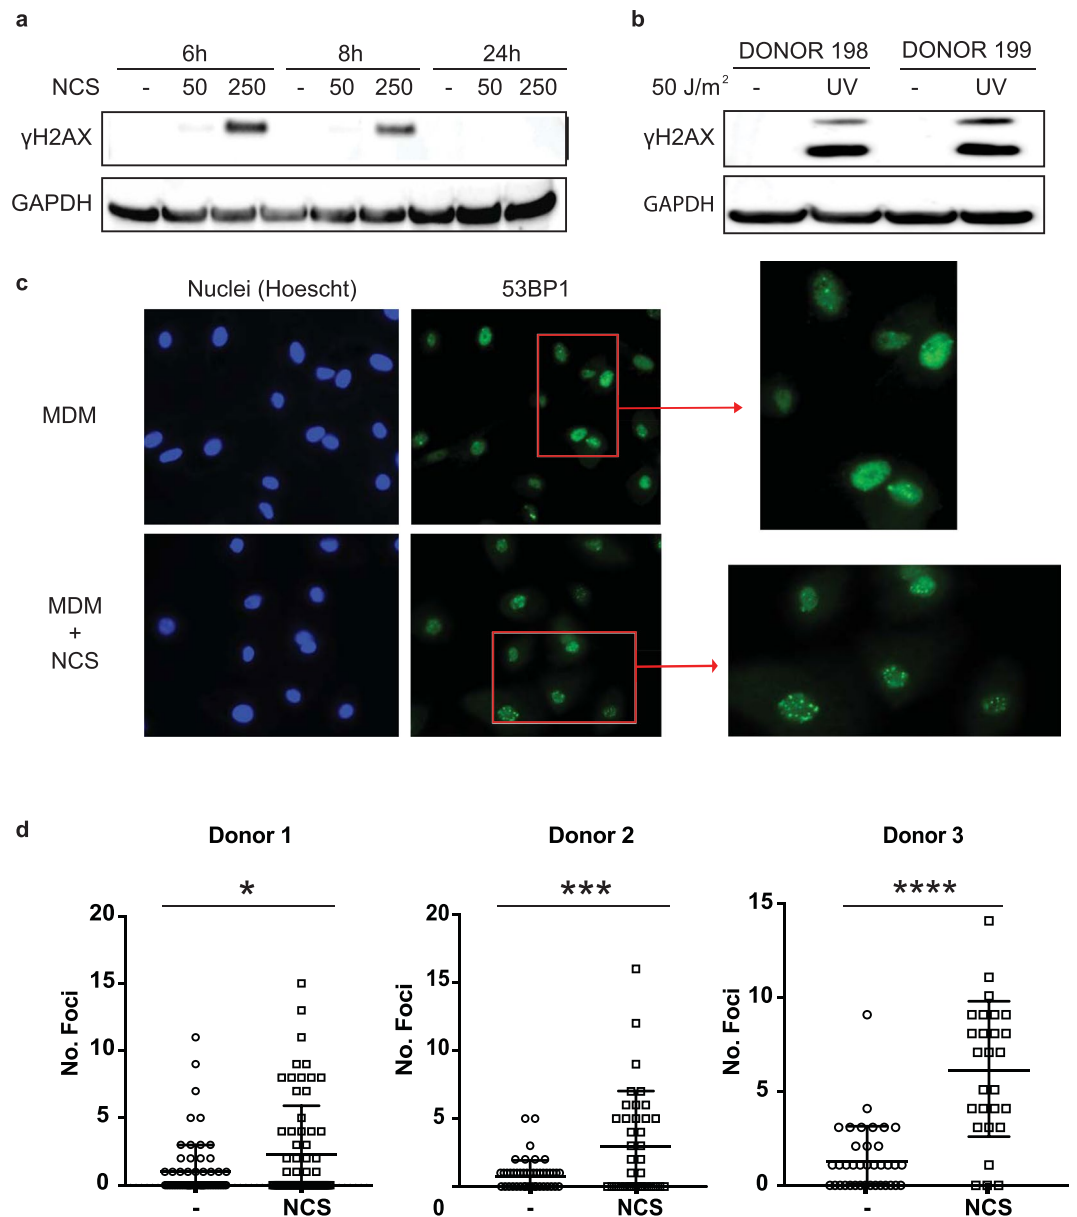 a
6h 8h 24h
NCS - 50 250 - 50 250 - 50 250
γH2AX
GAPDH
b
DONOR 198 DONOR 199
50 J/m² - UV - UV
γH2AX
GAPDH
c
Nuclei (Hoescht) 53BP1
MDM
MDM
+
NCS
d
Donor 1
*
No. Foci
20
15
10
5
0
- NCS
Donor 2
***
No. Foci
20
15
10
5
0
0
- NCS
Donor 3
****
No. Foci
15
10
5
0
- NCS